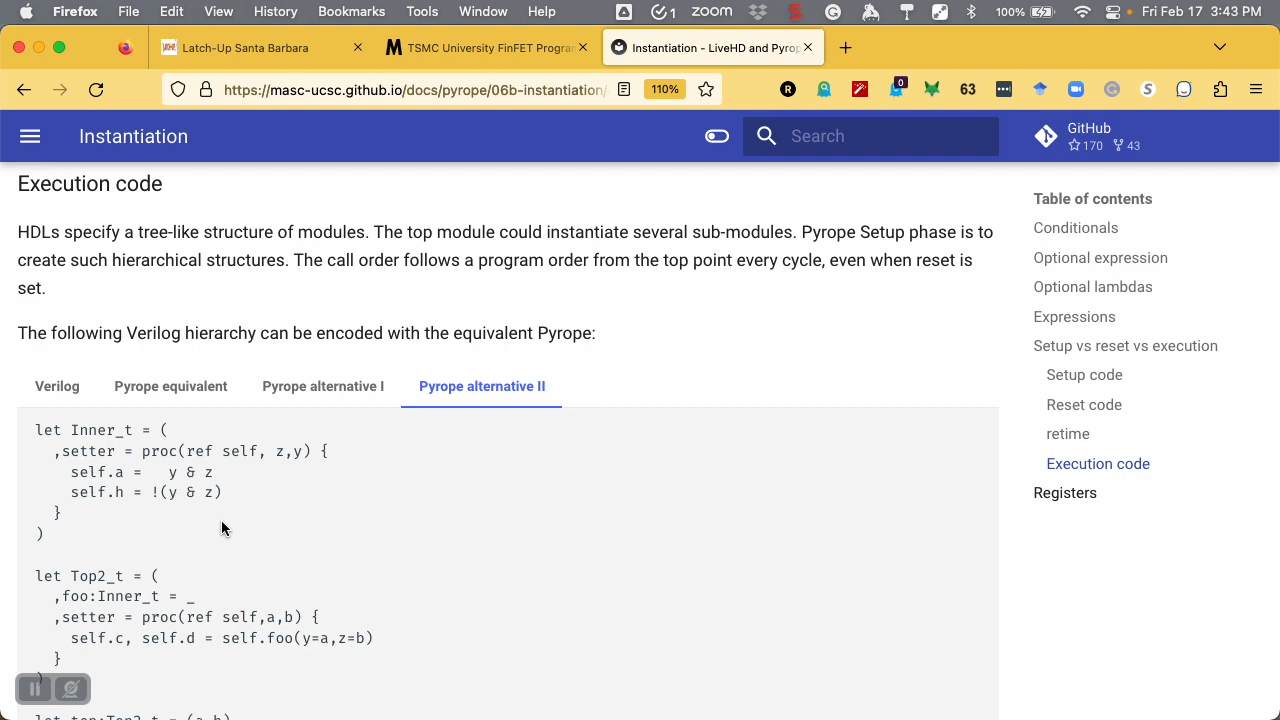 Firefox File Edit View History Bookmarks Tools Window Help 1 zoom 100% Fri Feb 17 3:43 PM
Latch-Up Santa Barbara
TSMC University FinFET Progra
Instantiation - LiveHD and Pyrop
https://masc-ucsc.github.io/docs/pyrope/06b-instantiation/ 110% R 0 63 G S
Instantiation
Search
GitHub
170 43
Execution code
HDLs specify a tree-like structure of modules. The top module could instantiate several sub-modules. Pyrope Setup phase is to
create such hierarchical structures. The call order follows a program order from the top point every cycle, even when reset is
set.
The following Verilog hierarchy can be encoded with the equivalent Pyrope:
Verilog Pyrope equivalent Pyrope alternative I Pyrope alternative II
let Inner_t = (
,setter = proc(ref self, z,y) {
self.a =   y & z
self.h = !(y & z)
}
)
let Top2_t = (
,foo:Inner_t = _
,setter = proc(ref self,a,b) {
self.c, self.d = self.foo(y=a,z=b)
}
)
let top:Top2_t = (a,b)
Table of contents
Conditionals
Optional expression
Optional lambdas
Expressions
Setup vs reset vs execution
Setup code
Reset code
retime
Execution code
Registers